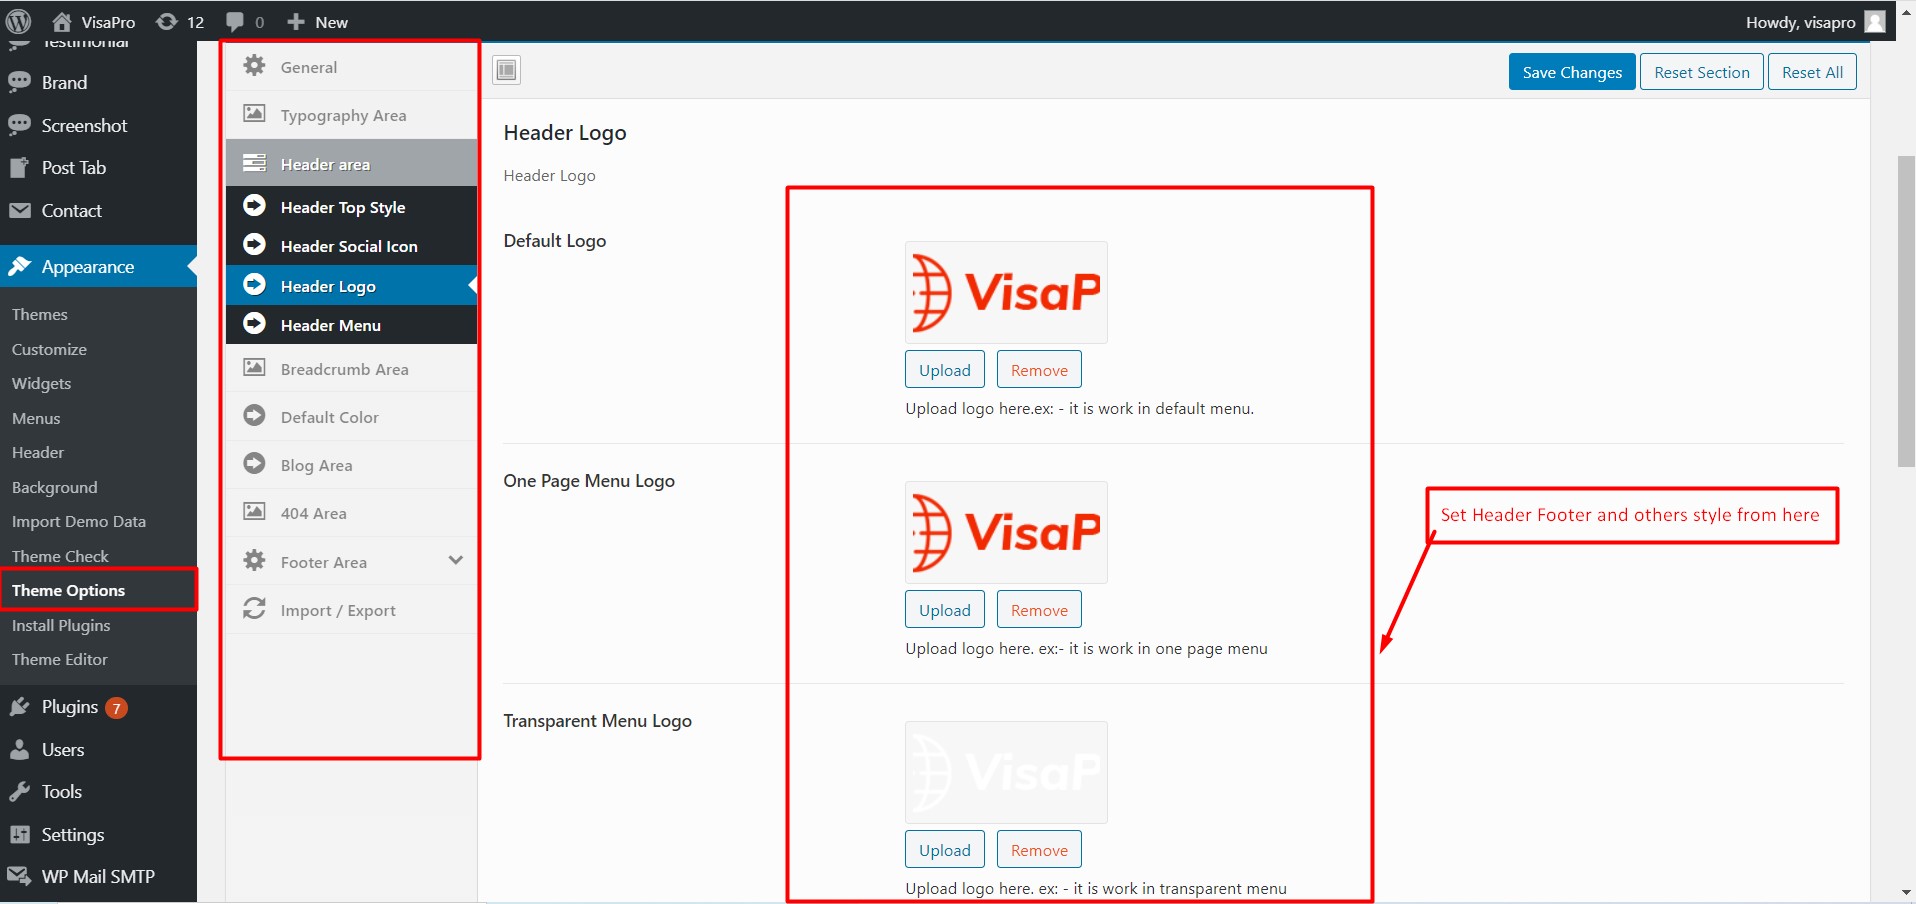 VisaPro
12
0
New
Howdy, visapro
Testimonial
Brand
Screenshot
Post Tab
Contact
Appearance
Themes
Customize
Widgets
Menus
Header
Background
Import Demo Data
Theme Check
Theme Options
Install Plugins
Theme Editor
Plugins 7
Users
Tools
Settings
WP Mail SMTP
General
Typography Area
Header area
Header Top Style
Header Social Icon
Header Logo
Header Menu
Breadcrumb Area
Default Color
Blog Area
404 Area
Footer Area
Import / Export
Save Changes
Reset Section
Reset All
Header Logo
Header Logo
Default Logo
VisaP
Upload
Remove
Upload logo here.ex: - it is work in default menu.
One Page Menu Logo
VisaP
Upload
Remove
Upload logo here. ex:- it is work in one page menu
Transparent Menu Logo
VisaP
Upload
Remove
Upload logo here. ex: - it is work in transparent menu
Set Header Footer and others style from here